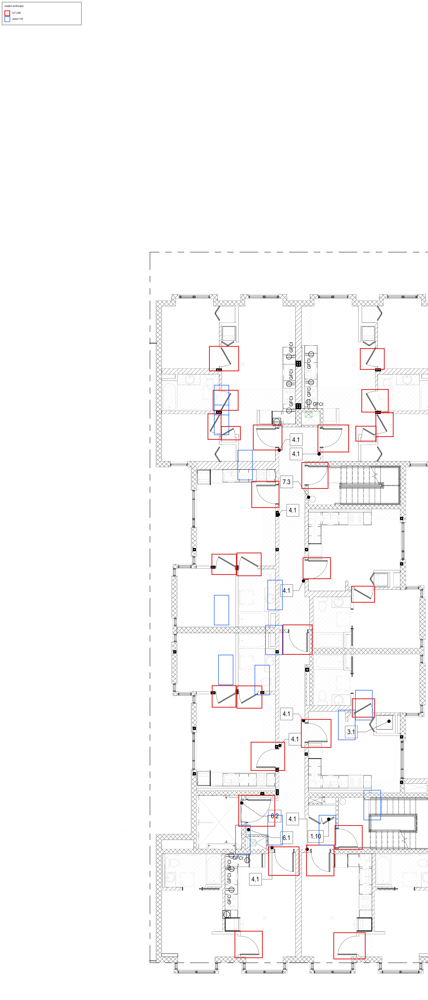 model: anthropic
GT (28)
pred (14)
GFCI
GFCI
GFCI
GFCI
GFCI
GFCI
GFCI
4.1
4.1
7.3
4.1
4.1
4.1
3.1
4.1
6.2
4.1
6.1
1.10
GFCI
GFCI
GFCI
4.1
GFC